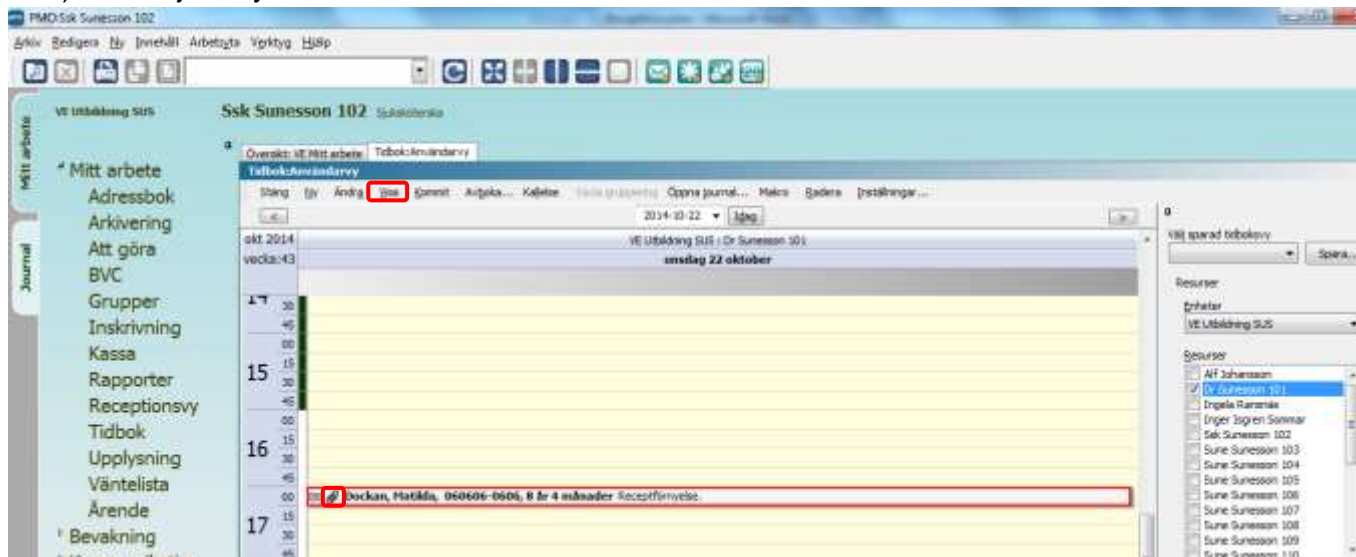 PMO:Ssk Sunesson 102
Arkiv Redigera Ny Innehåll Arbetsyta Verktyg Hjälp
Mitt arbete
Journal
VE Utbildning SUS
Ssk Sunesson 102 Sjuksköterska
Mitt arbete
Adressbok
Arkivering
Att göra
BVC
Grupper
Inskrivning
Kassa
Rapporter
Receptionsvy
Tidbok
Upplysning
Väntelista
Ärende
Bevakning
Översikt: VE Mitt arbete Tidbok:Användarvy
Tidbok:Användarvy
Stäng Ny Ändra Visa Kommit Avboka... Kallelse Öppna journal... Makro Radera Inställningar...
< 2014-10-22 Idag >
okt 2014 VE Utbildning SUS : Dr Sunesson 101
vecka:43 onsdag 22 oktober
14 30
45
00
15 15
30
45
00
16 15
30
45
00 Dockan, Matilda, 060606-0606, 8 år 4 månader Receptförnyelse.
17 15
30
45
Välj sparad tidboksvy
Spara...
Resurser
Enheter
VE Utbildning SUS
Resurser
Alf Johansson
Dr Sunesson 101
Ingela Ramnäs
Inger Isgren Sommar
Ssk Sunesson 102
Sune Sunesson 103
Sune Sunesson 104
Sune Sunesson 105
Sune Sunesson 106
Sune Sunesson 107
Sune Sunesson 108
Sune Sunesson 109
Sune Sunesson 110